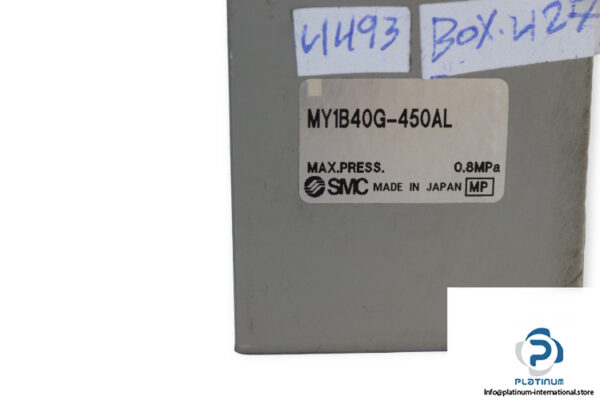 4493
BOX.427
MY1B40G-450AL
MAX.PRESS. 0.8MPa
SMC MADE IN JAPAN MP
PLATINUM
Info@platinum-international.store